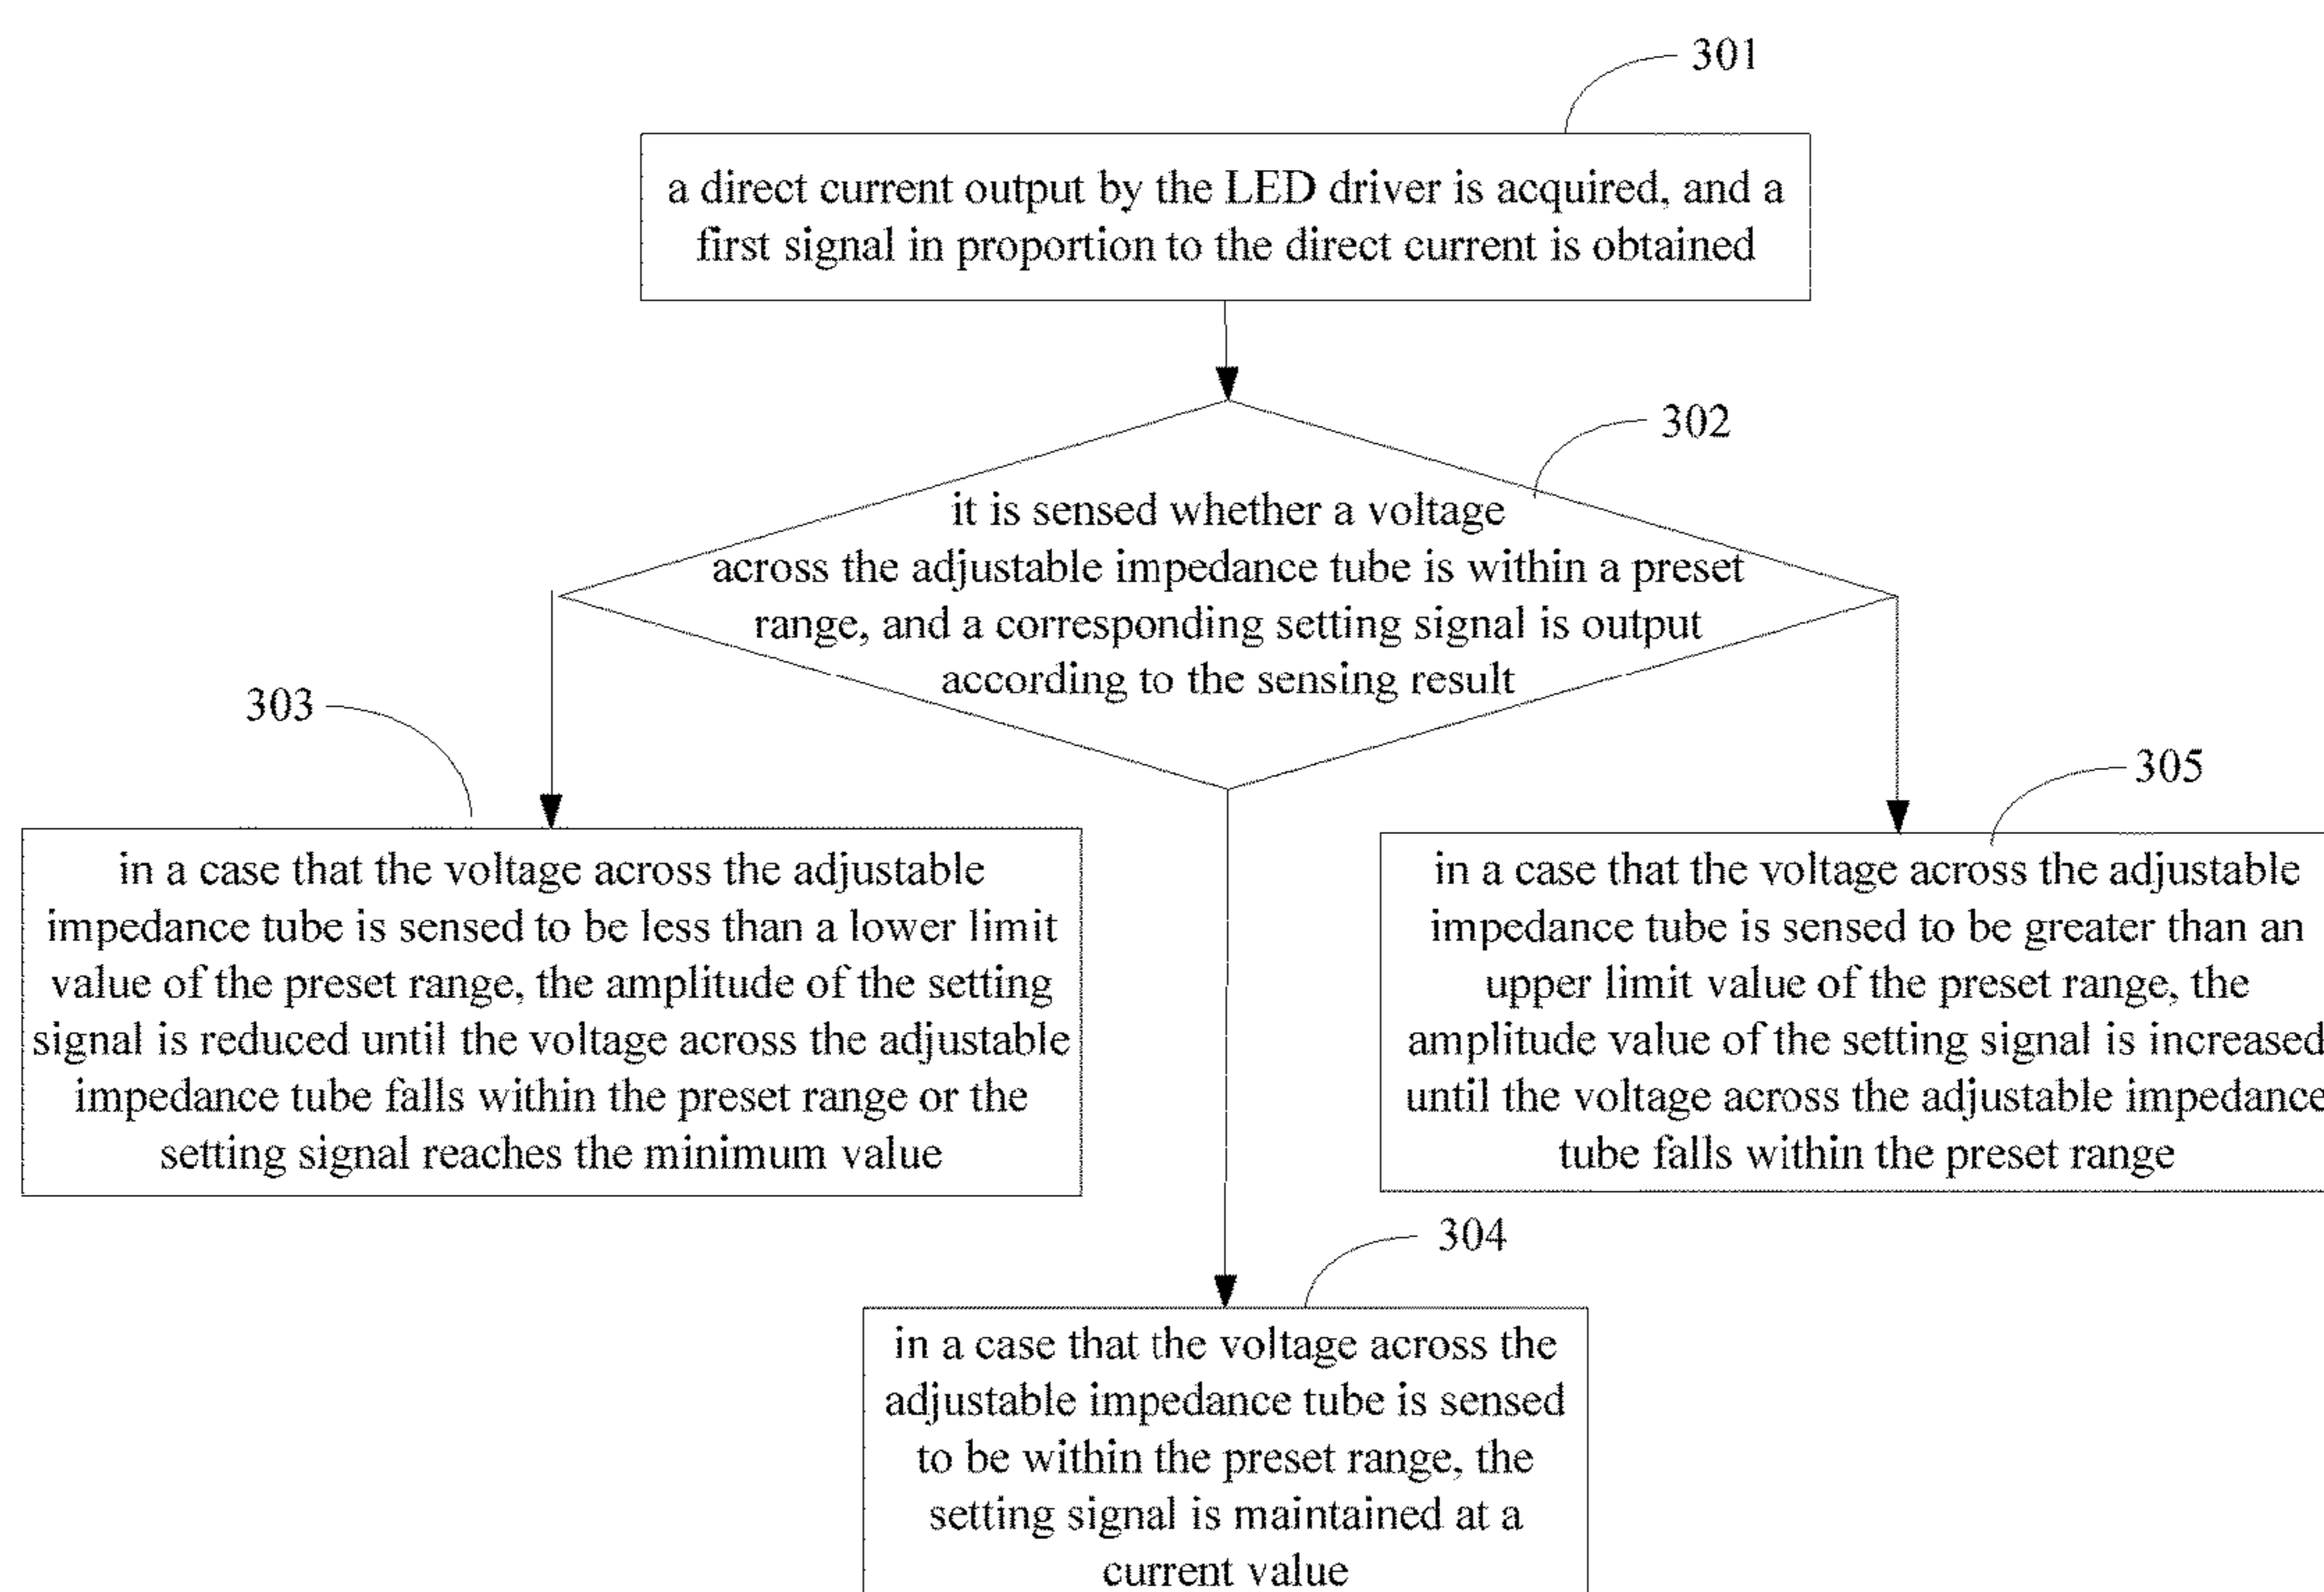 301
a direct current output by the LED driver is acquired, and a
first signal in proportion to the direct current is obtained
302
it is sensed whether a voltage
across the adjustable impedance tube is within a preset
range, and a corresponding setting signal is output
according to the sensing result
303
in a case that the voltage across the adjustable
impedance tube is sensed to be less than a lower limit
value of the preset range, the amplitude of the setting
signal is reduced until the voltage across the adjustable
impedance tube falls within the preset range or the
setting signal reaches the minimum value
305
in a case that the voltage across the adjustable
impedance tube is sensed to be greater than an
upper limit value of the preset range, the
amplitude value of the setting signal is increased
until the voltage across the adjustable impedance
tube falls within the preset range
304
in a case that the voltage across the
adjustable impedance tube is sensed
to be within the preset range, the
setting signal is maintained at a
current value